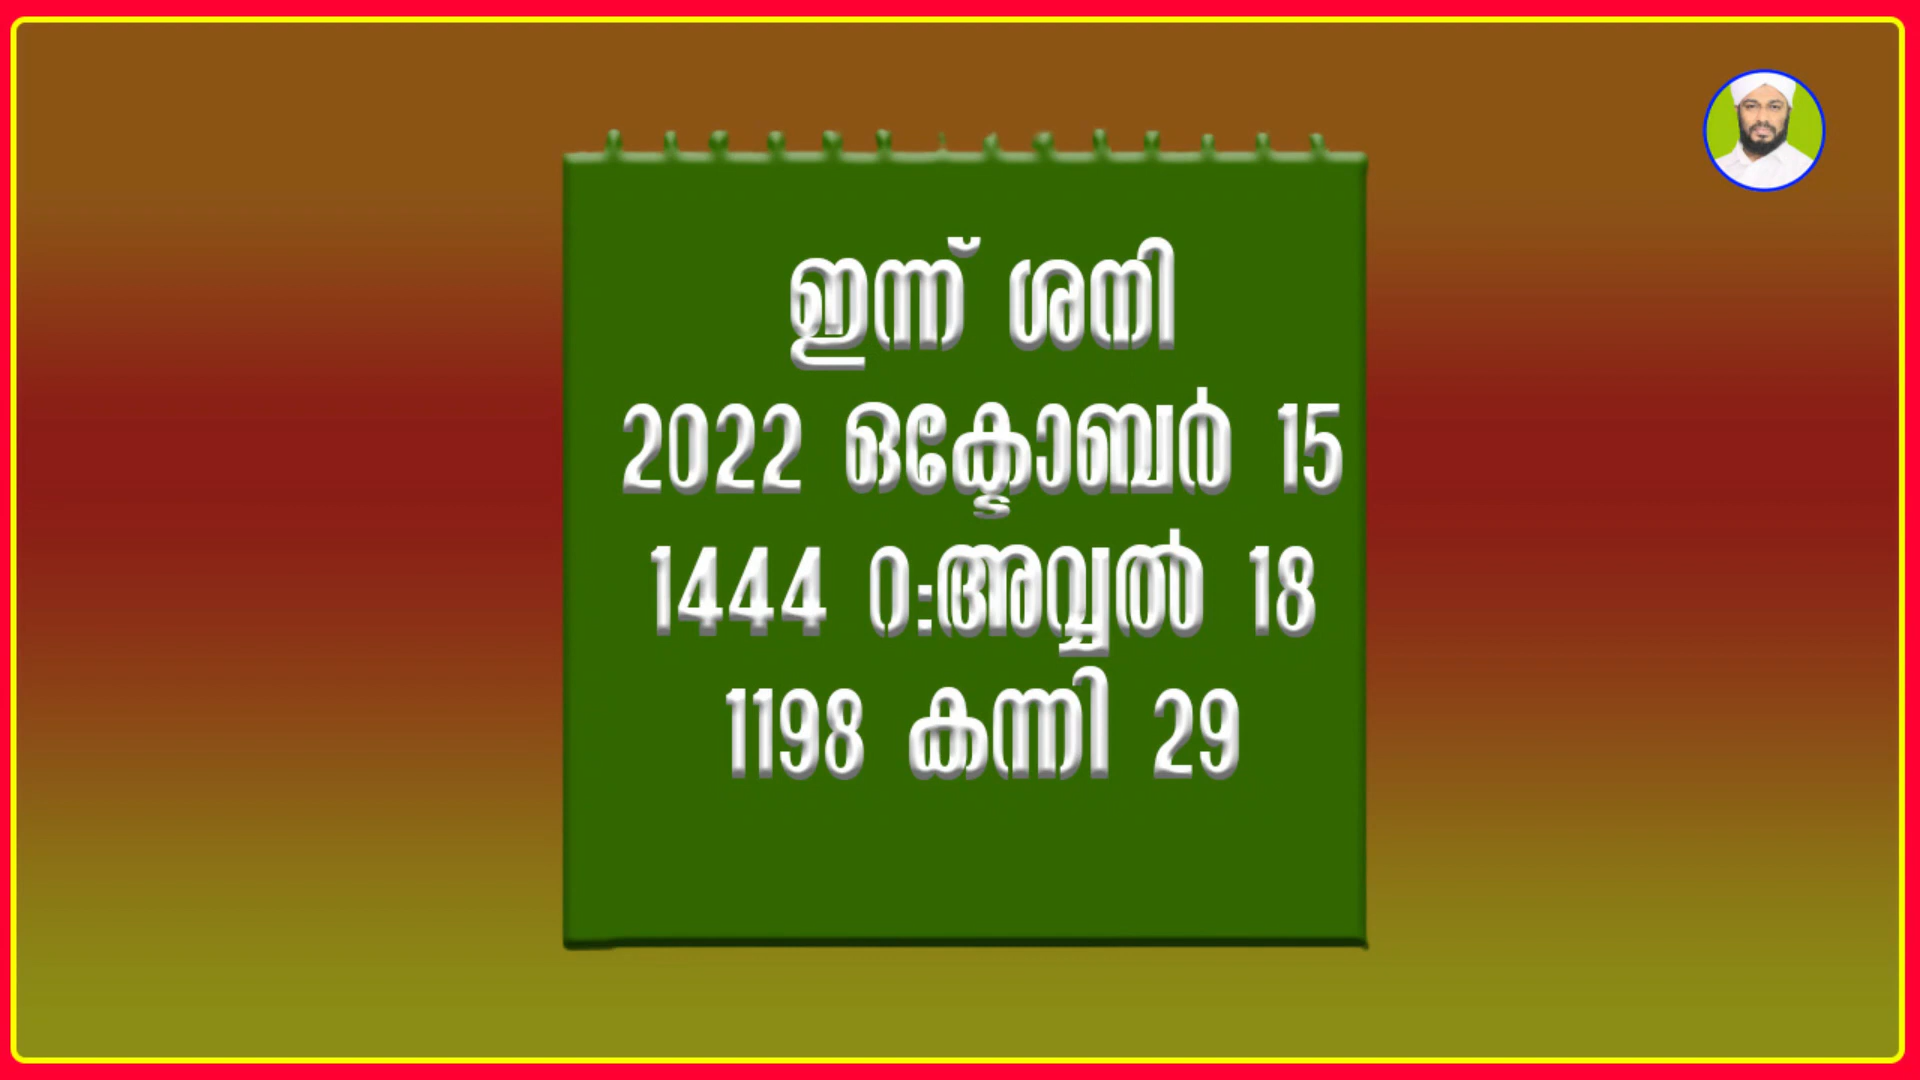 ഇന്ന് ശനി
2022 ഒക്ടോബർ 15
1444 റ:അവ്വൽ 18
1198 കന്നി 29